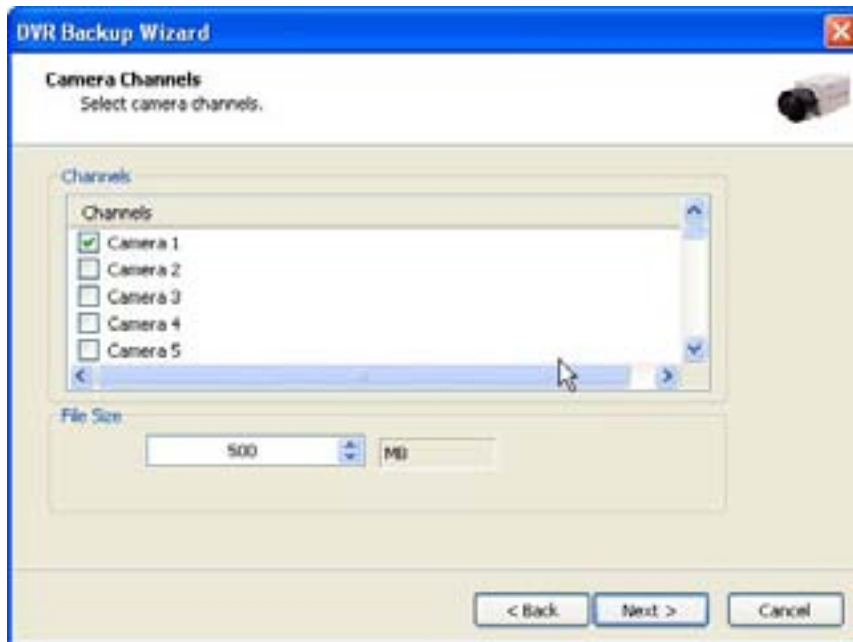 DVR Backup Wizard
Camera Channels
Select camera channels.
Channels
Channels
Camera 1
Camera 2
Camera 3
Camera 4
Camera 5
File Size
500 MB
< Back Next > Cancel